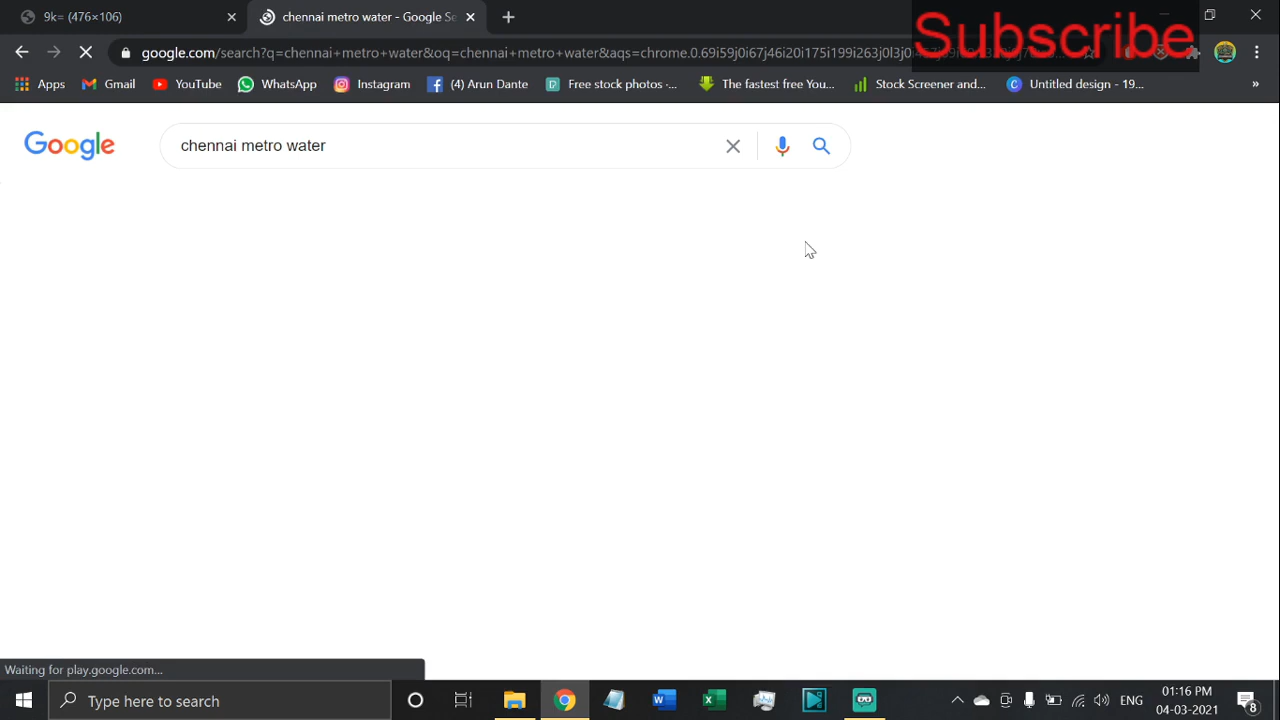 9k= (476×106)
chennai metro water - Google Se
Subscribe
google.com/search?q=chennai+metro+water&oq=chennai+metro+water&aqs=chrome.0.69i59j0i67j46i20i175i199i263j0l3j0
Apps
Gmail
YouTube
WhatsApp
Instagram
(4) Arun Dante
Free stock photos ·...
The fastest free You...
Stock Screener and...
Untitled design - 19...
»
Google
chennai metro water
Waiting for play.google.com...
Type here to search
ENG
01:16 PM
04-03-2021
8